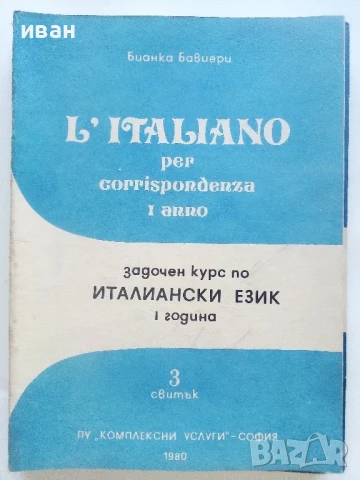 иван
Бианка Бавиери
L'ITALIANO
per
corrispondenza
I anno
задочен курс по
ИТАЛИАНСКИ ЕЗИК
I година
3
свитък
ПУ „КОМПЛЕКСНИ УСЛУГИ"-СОФИЯ
1980
BAZAR